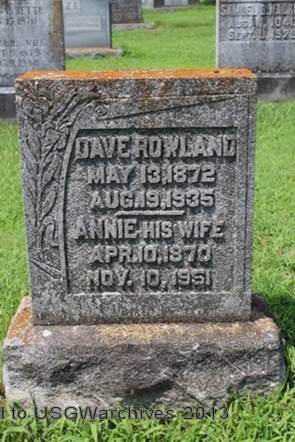 DAVE ROWLAND
MAY 13, 1872
AUG. 19, 1935
ANNIE HIS WIFE
APR. 10, 1870
NOV. 10, 1951
to USGWarchives 2013